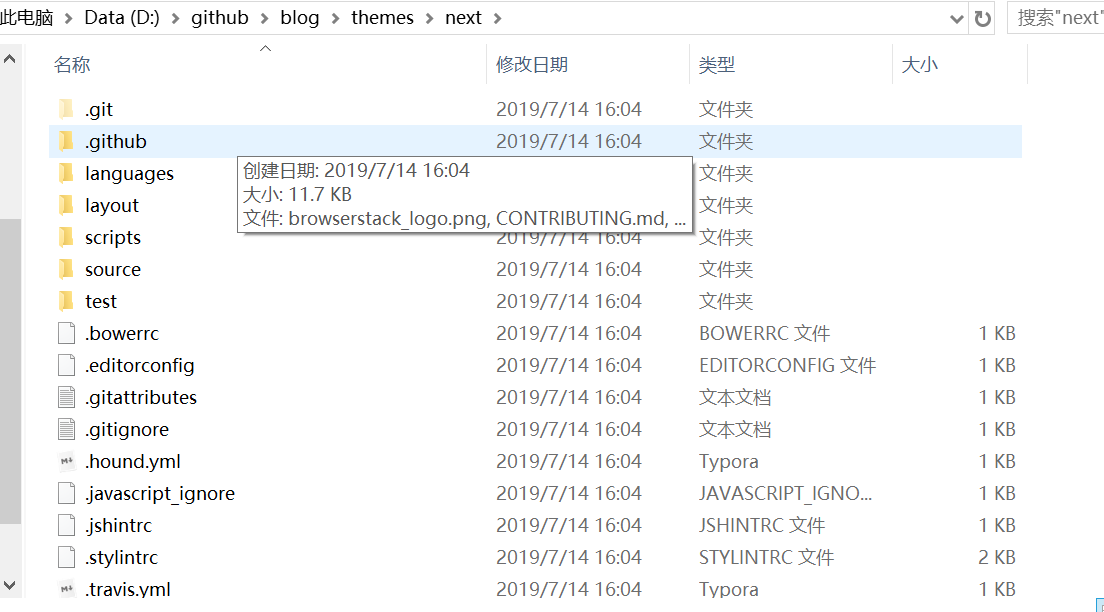 此电脑 > Data (D:) > github > blog > themes > next >
搜索"next"
名称 修改日期 类型 大小
.git 2019/7/14 16:04 文件夹
.github 2019/7/14 16:04 文件夹
languages 文件夹
创建日期: 2019/7/14 16:04
大小: 11.7 KB
文件: browserstack_logo.png, CONTRIBUTING.md, ...
layout 文件夹
scripts 2019/7/14 16:04 文件夹
source 2019/7/14 16:04 文件夹
test 2019/7/14 16:04 文件夹
.bowerrc 2019/7/14 16:04 BOWERRC 文件 1 KB
.editorconfig 2019/7/14 16:04 EDITORCONFIG 文件 1 KB
.gitattributes 2019/7/14 16:04 文本文档 1 KB
.gitignore 2019/7/14 16:04 文本文档 1 KB
.hound.yml 2019/7/14 16:04 Typora 1 KB
.javascript_ignore 2019/7/14 16:04 JAVASCRIPT_IGNO... 1 KB
.jshintrc 2019/7/14 16:04 JSHINTRC 文件 1 KB
.stylintrc 2019/7/14 16:04 STYLINTRC 文件 2 KB
.travis.yml 2019/7/14 16:04 Typora 1 KB